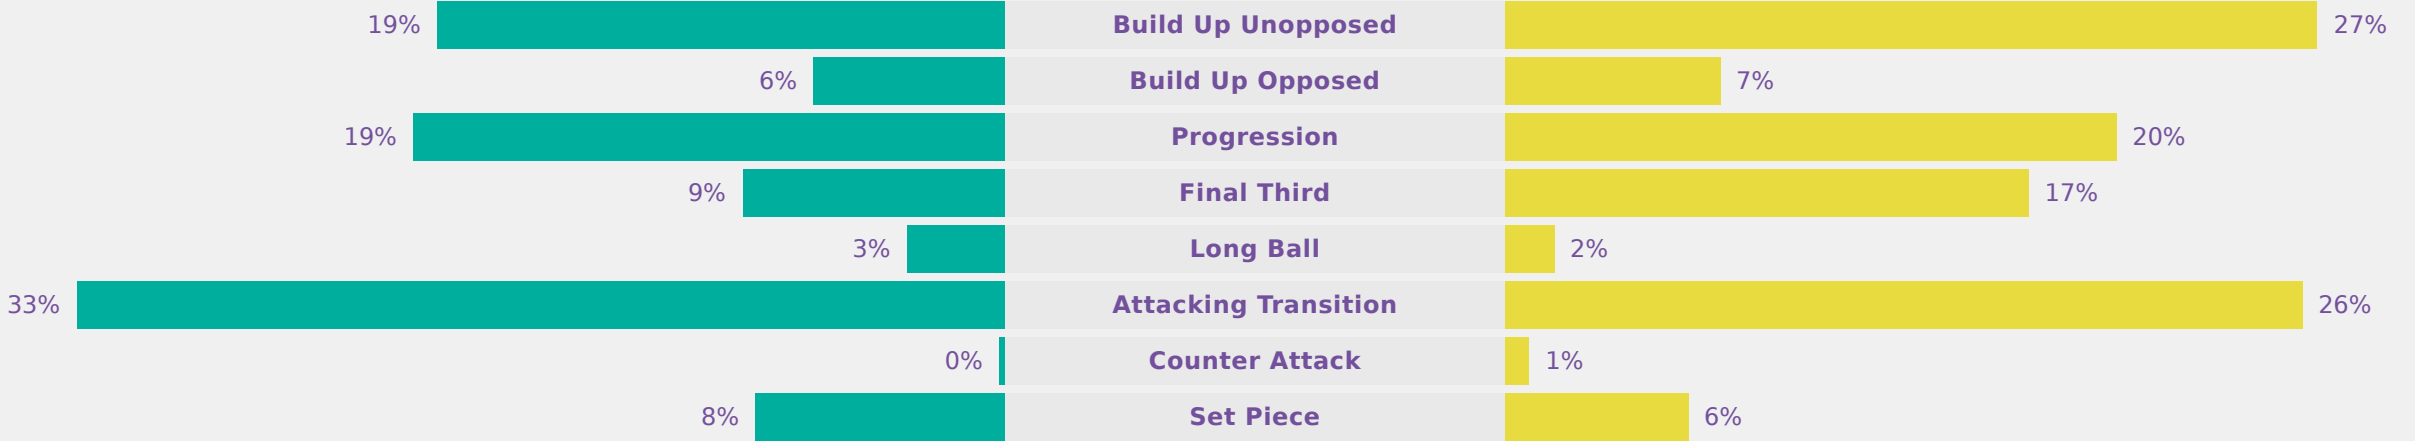 19% Build Up Unopposed 27%
6% Build Up Opposed 7%
19% Progression 20%
9% Final Third 17%
3% Long Ball 2%
33% Attacking Transition 26%
0% Counter Attack 1%
8% Set Piece 6%